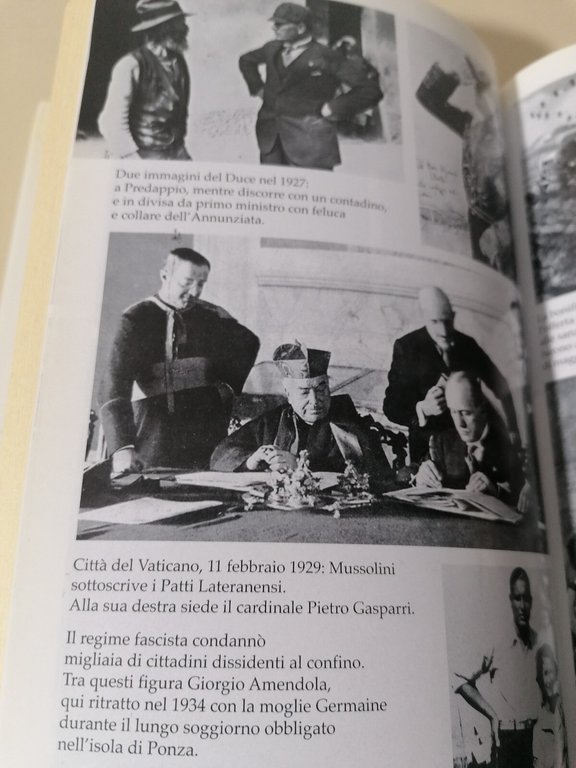 Due immagini del Duce nel 1927:
a Predappio, mentre discorre con un contadino,
e in divisa da primo ministro con feluca
e collare dell'Annunziata.
Città del Vaticano, 11 febbraio 1929: Mussolini
sottoscrive i Patti Lateranensi.
Alla sua destra siede il cardinale Pietro Gasparri.
Il regime fascista condannò
migliaia di cittadini dissidenti al confino.
Tra questi figura Giorgio Amendola,
qui ritratto nel 1934 con la moglie Germaine
durante il lungo soggiorno obbligato
nell'isola di Ponza.